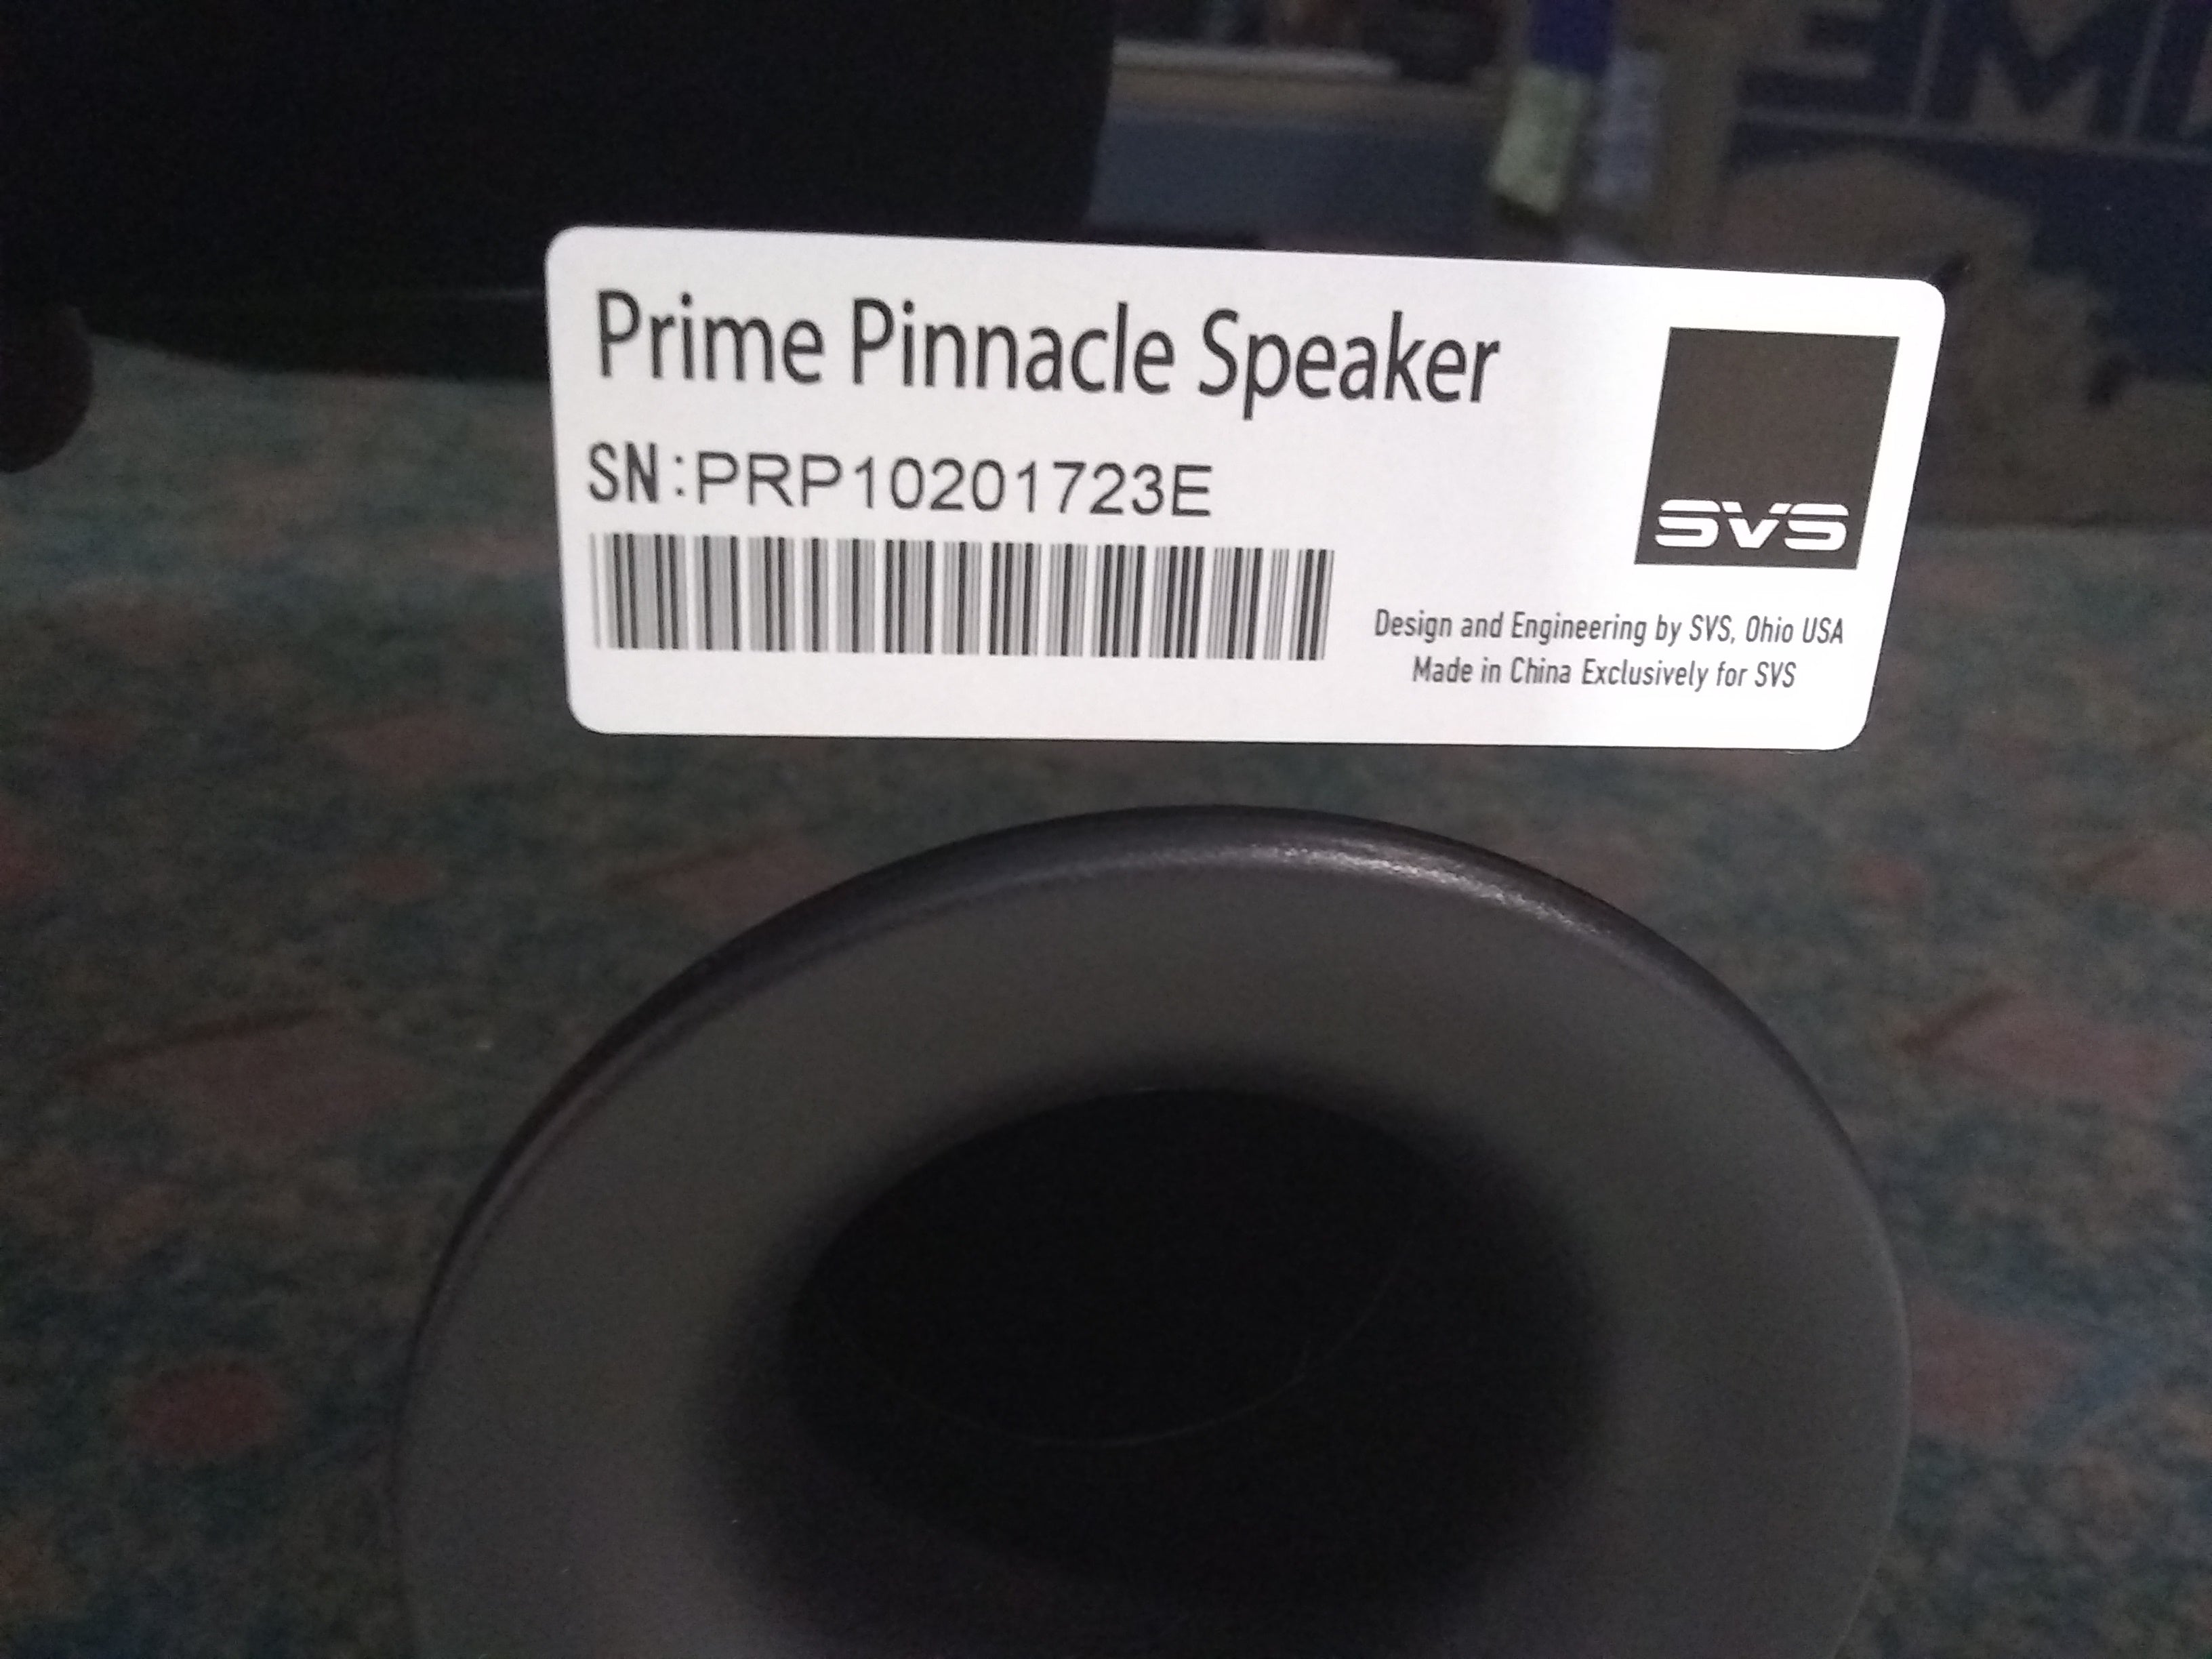 Prime Pinnacle Speaker
SN:PRP10201723E
SVS
Design and Engineering by SVS, Ohio USA
Made in China Exclusively for SVS